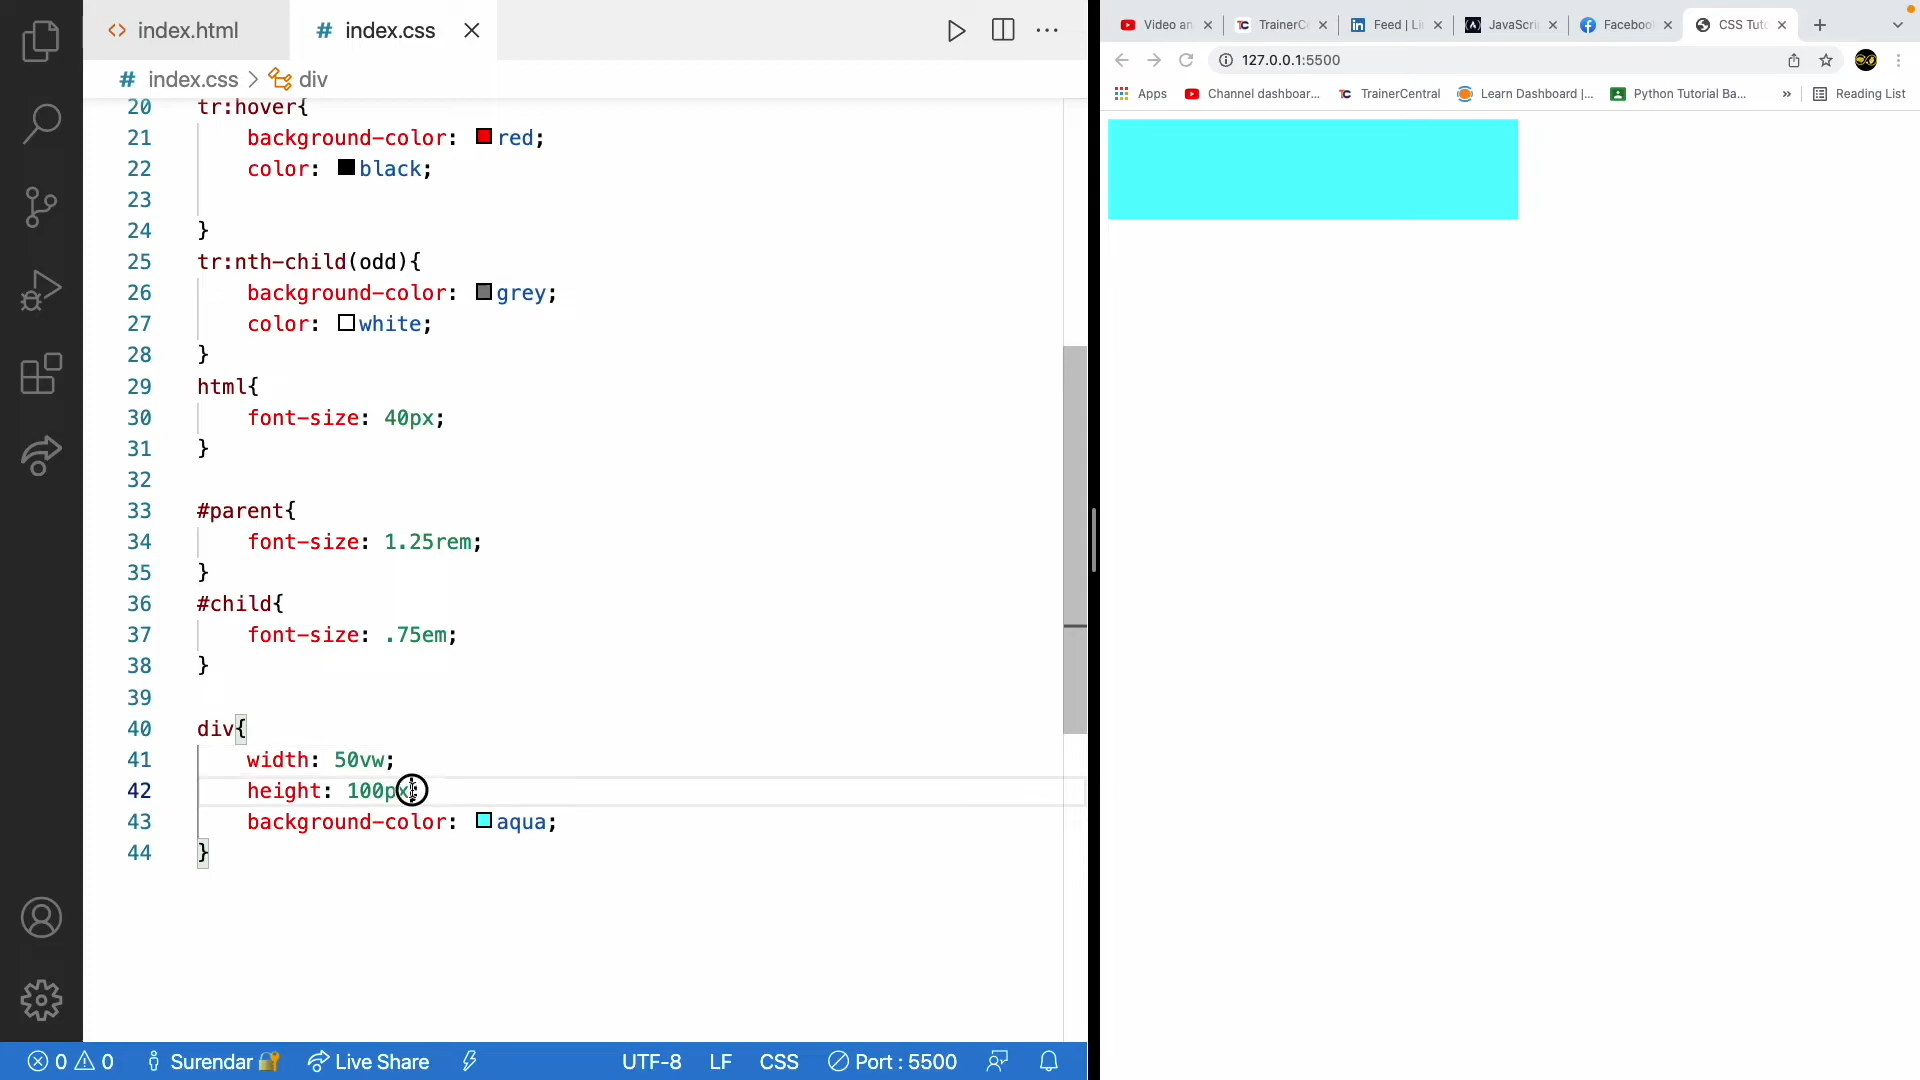 index.html
index.css
index.css > div
20 tr:hover{
21 background-color: red;
22 color: black;
23
24 }
25 tr:nth-child(odd){
26 background-color: grey;
27 color: white;
28 }
29 html{
30 font-size: 40px;
31 }
32
33 #parent{
34 font-size: 1.25rem;
35 }
36 #child{
37 font-size: .75em;
38 }
39
40 div{
41 width: 50vw;
42 height: 100px
43 background-color: aqua;
44 }
0 0 Surendar Live Share UTF-8 LF CSS Port : 5500
Video an TrainerCe Feed | Li JavaScrip Faceboo CSS Tuto
127.0.0.1:5500
Apps Channel dashboar... TrainerCentral Learn Dashboard |... Python Tutorial Ba... » Reading List